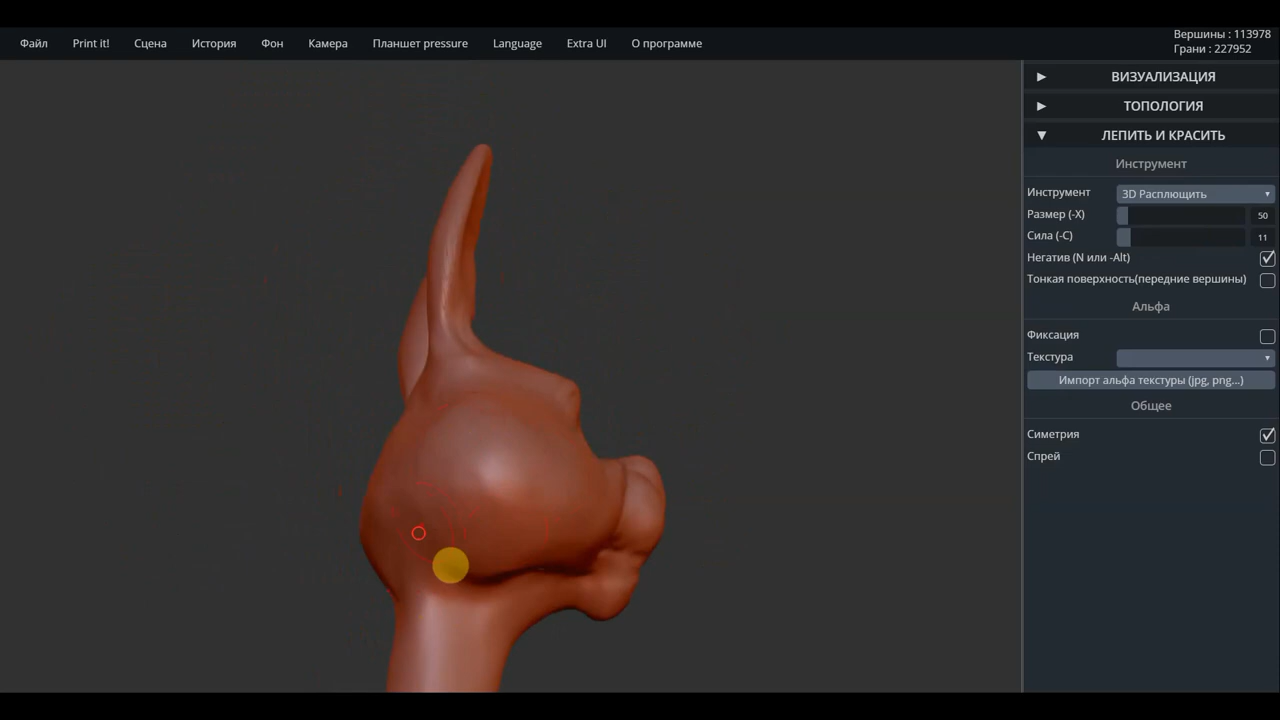 Файл Print it! Сцена История Фон Камера Планшет pressure Language Extra UI О программе
Вершины : 113978
Грани : 227952
ВИЗУАЛИЗАЦИЯ
ТОПОЛОГИЯ
ЛЕПИТЬ И КРАСИТЬ
Инструмент
Инструмент 3D Расплющить
Размер (-X) 50
Сила (-C) 11
Негатив (N или -Alt)
Тонкая поверхность(передние вершины)
Альфа
Фиксация
Текстура
Импорт альфа текстуры (jpg, png...)
Общее
Симетрия
Спрей